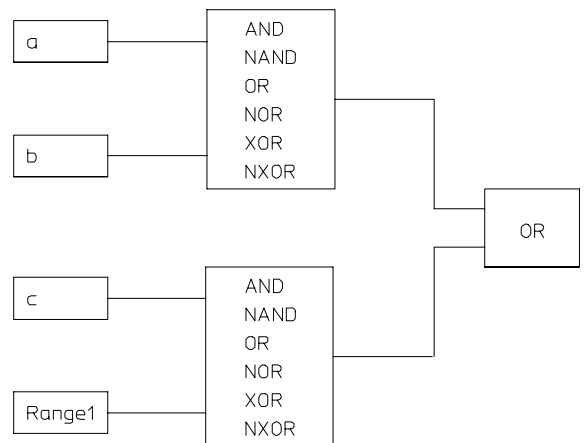 a
b
AND
NAND
OR
NOR
XOR
NXOR
OR
c
Range1
AND
NAND
OR
NOR
XOR
NXOR